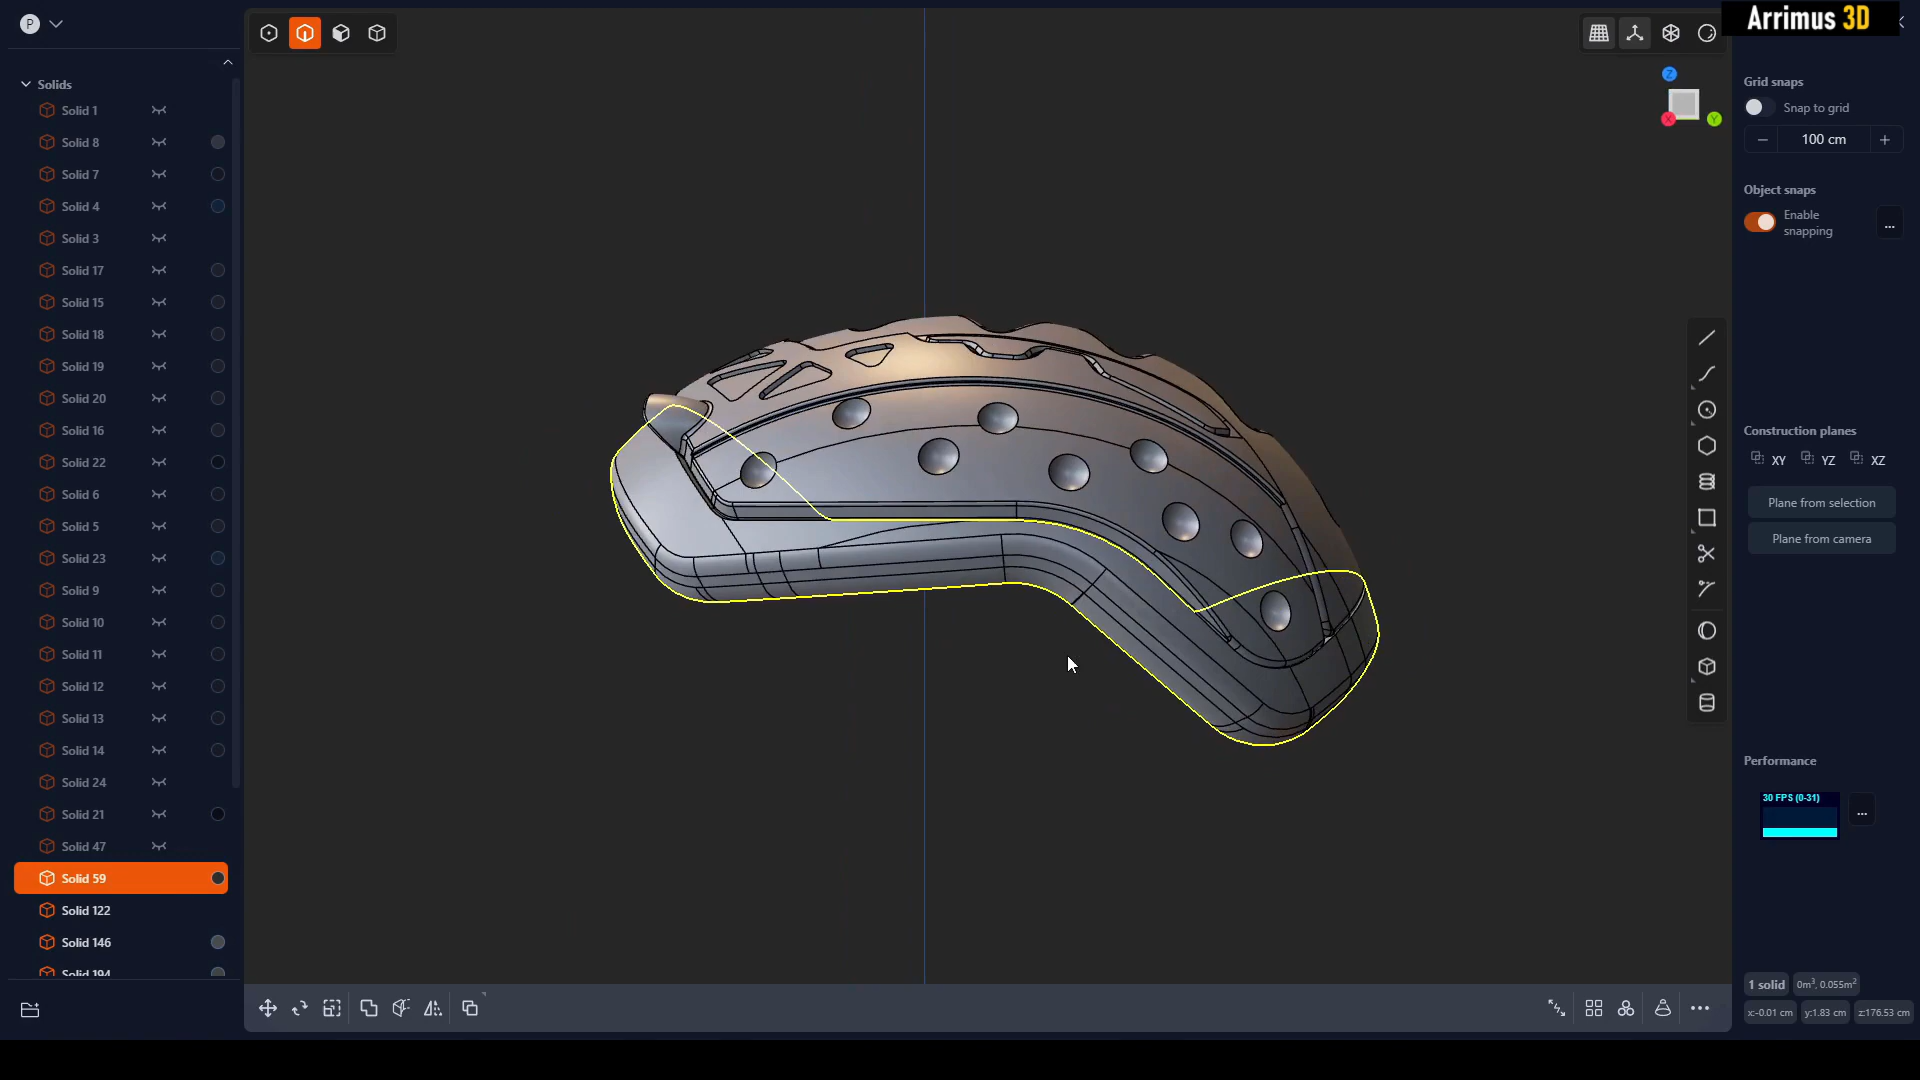 P
Arrimus 3D
Solids
Solid 1
Solid 8
Solid 7
Solid 4
Solid 3
Solid 17
Solid 15
Solid 18
Solid 19
Solid 20
Solid 16
Solid 22
Solid 6
Solid 5
Solid 23
Solid 9
Solid 10
Solid 11
Solid 12
Solid 13
Solid 14
Solid 24
Solid 21
Solid 47
Solid 59
Solid 122
Solid 146
Solid 194
Z
X
Y
Grid snaps
Snap to grid
100 cm
Object snaps
Enable
snapping
...
Construction planes
XY YZ XZ
Plane from selection
Plane from camera
Performance
30 FPS (0-31)
...
1 solid 0m³, 0.055m²
x:-0.01 cm y:1.83 cm z:176.53 cm